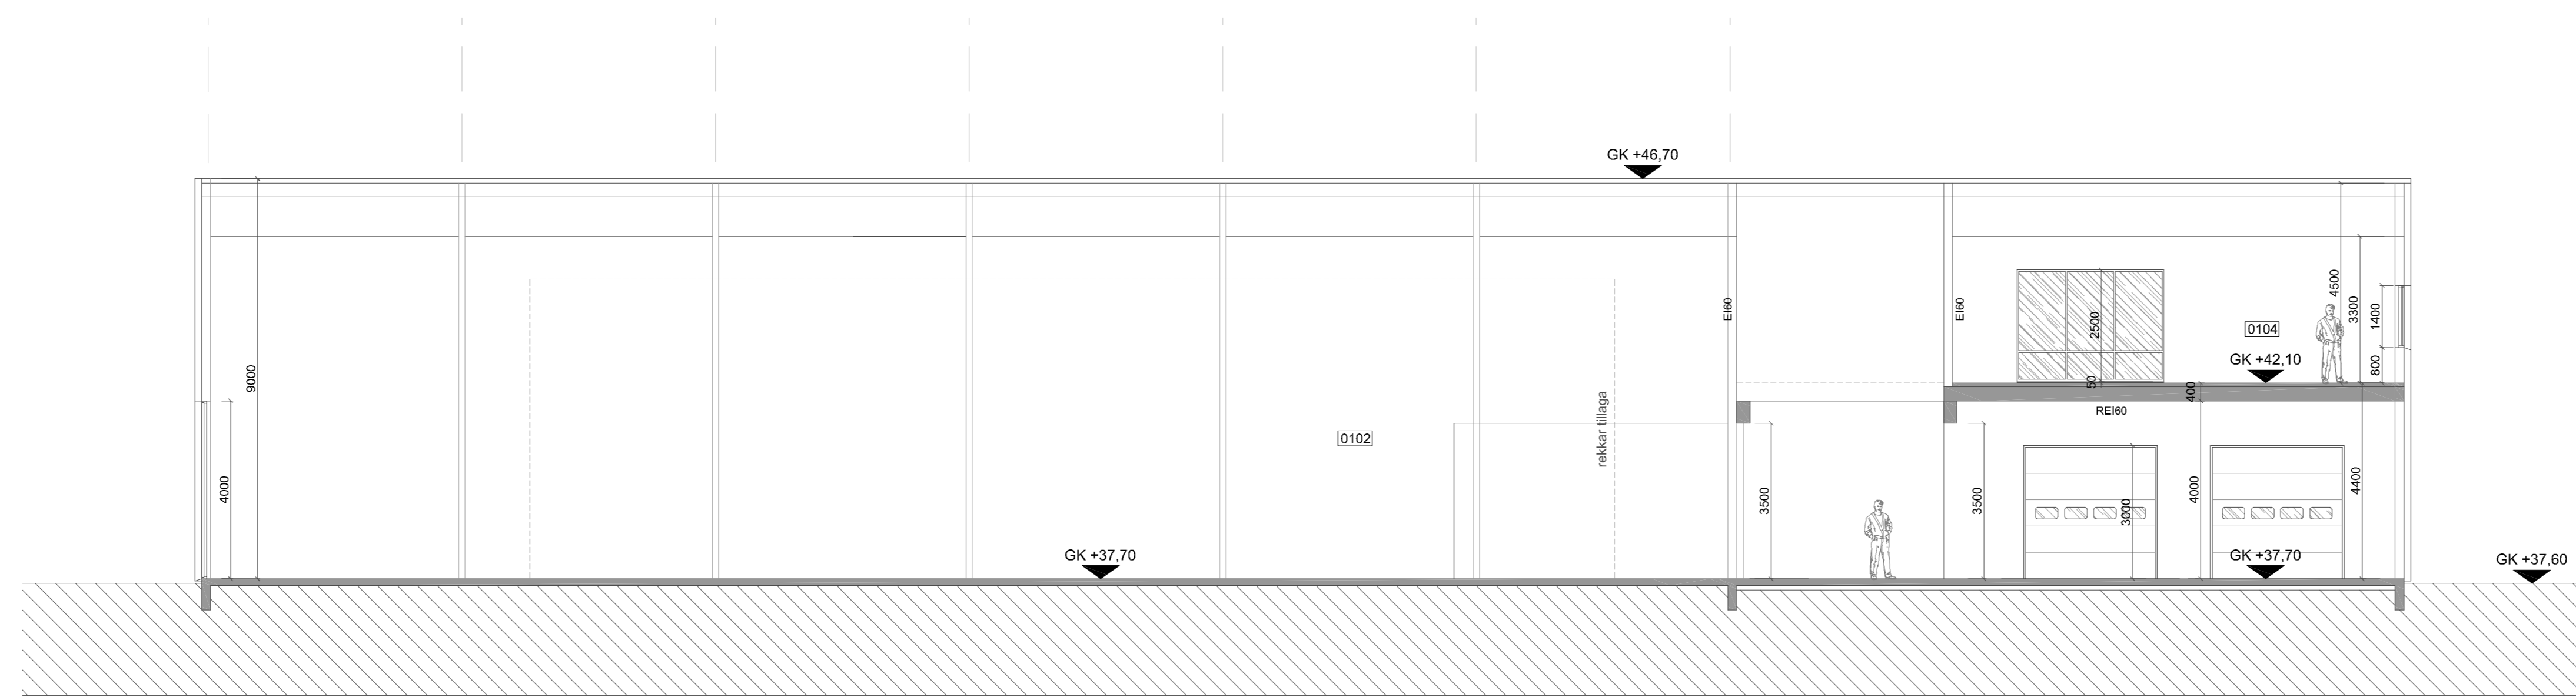 GK +46,70
9000
4000
GK +37,70
0102
rekkar tillaga
EI60
3500
EI60
3500
2500
50
0104
GK +42,10
4500
3300
1400
800
400
REI60
3000
4000
4400
GK +37,70
GK +37,60